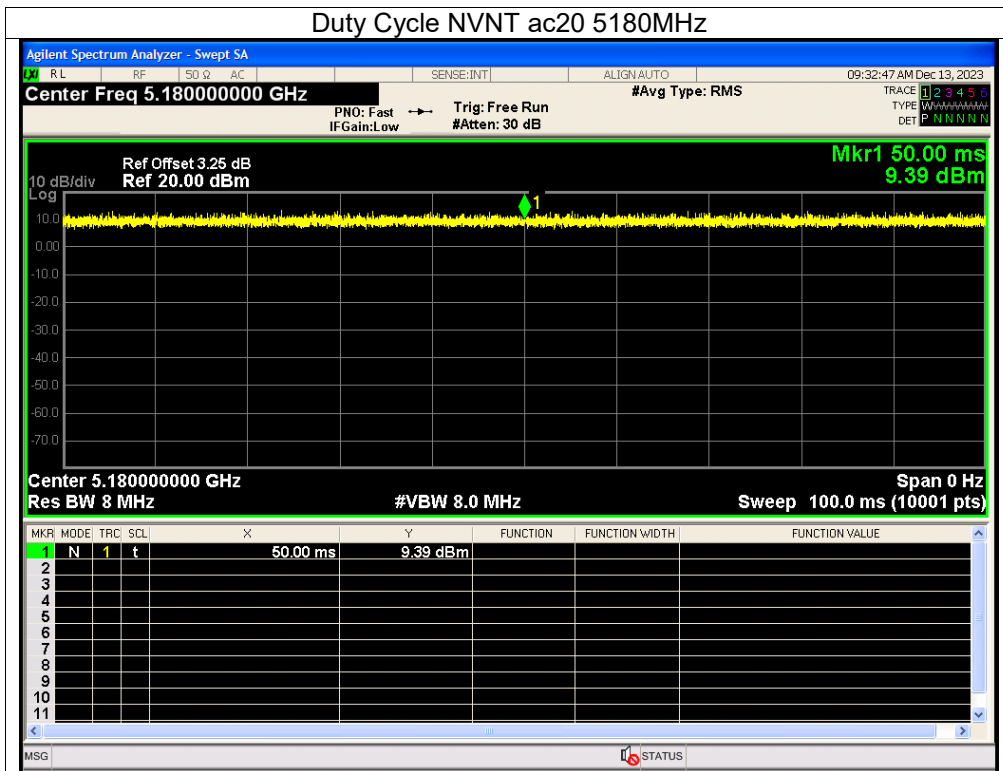 Duty Cycle NVNT ac20 5180MHz
Agilent Spectrum Analyzer - Swept SA
LXI RL RF 50 Ω AC SENSE:INT ALIGN AUTO 09:32:47 AM Dec 13, 2023
Center Freq 5.180000000 GHz #Avg Type: RMS TRACE 1 2 3 4 5 6
PNO: Fast Trig: Free Run TYPE WWWWWW
IFGain:Low #Atten: 30 dB DET P N N N N N
Mkr1 50.00 ms
Ref Offset 3.25 dB
10 dB/div Ref 20.00 dBm 9.39 dBm
Log
1
10.0
0.00
-10.0
-20.0
-30.0
-40.0
-50.0
-60.0
-70.0
Center 5.180000000 GHz Span 0 Hz
Res BW 8 MHz #VBW 8.0 MHz Sweep 100.0 ms (10001 pts)
MKR MODE TRC SCL X Y FUNCTION FUNCTION WIDTH FUNCTION VALUE
1 N 1 t 50.00 ms 9.39 dBm
2
3
4
5
6
7
8
9
10
11
MSG STATUS